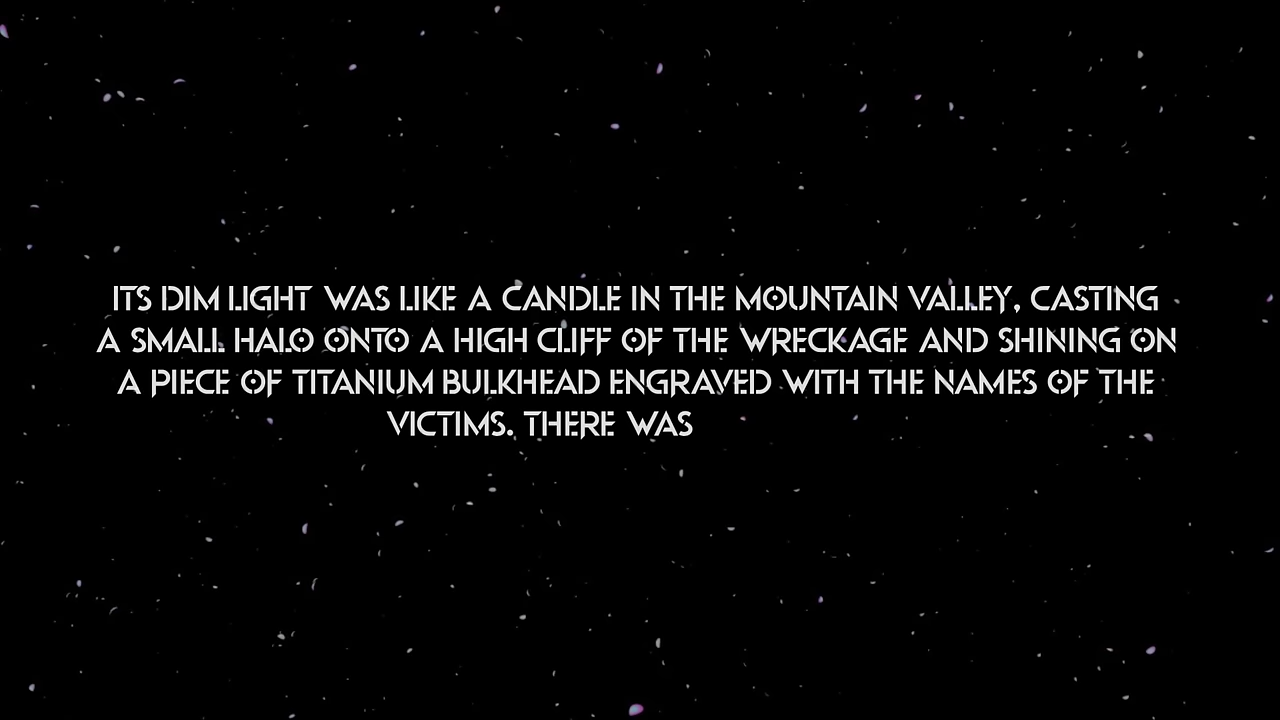 ITS DIM LIGHT WAS LIKE A CANDLE IN THE MOUNTAIN VALLEY, CASTING
A SMALL HALO ONTO A HIGH CLIFF OF THE WRECKAGE AND SHINING ON
A PIECE OF TITANIUM BULKHEAD ENGRAVED WITH THE NAMES OF THE
VICTIMS. THERE WAS